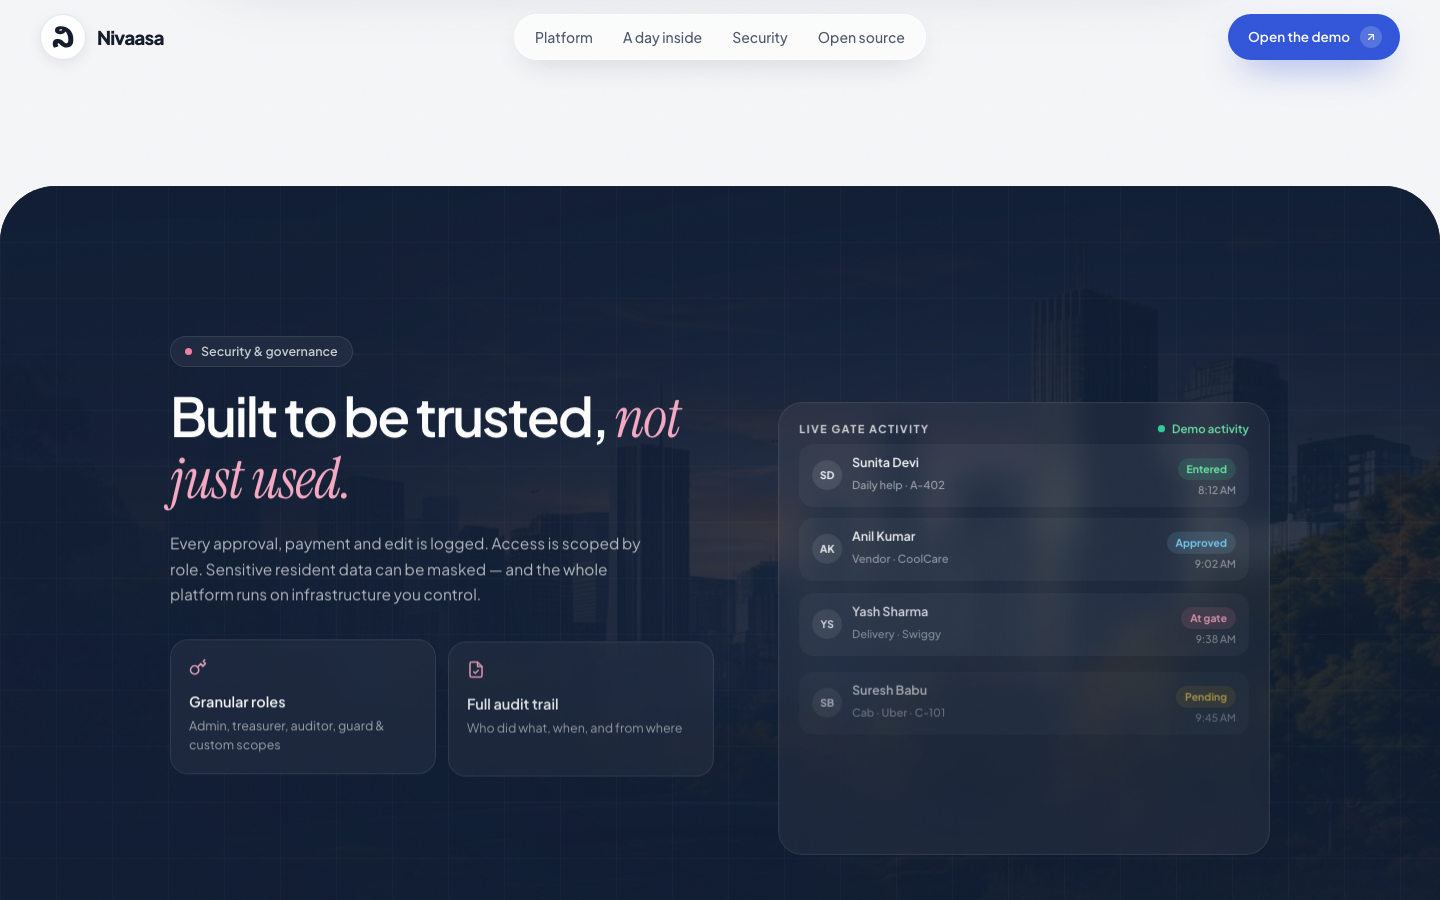 Nivaasa
Platform
A day inside
Security
Open source
Open the demo
Security & governance
Built to be trusted, not
just used.
Every approval, payment and edit is logged. Access is scoped by
role. Sensitive resident data can be masked — and the whole
platform runs on infrastructure you control.
Granular roles
Admin, treasurer, auditor, guard &
custom scopes
Full audit trail
Who did what, when, and from where
LIVE GATE ACTIVITY
Demo activity
SD
Sunita Devi
Daily help · A-402
Entered
8:12 AM
AK
Anil Kumar
Vendor · CoolCare
Approved
9:02 AM
YS
Yash Sharma
Delivery · Swiggy
At gate
9:38 AM
SB
Suresh Babu
Cab · Uber · C-101
Pending
9:45 AM